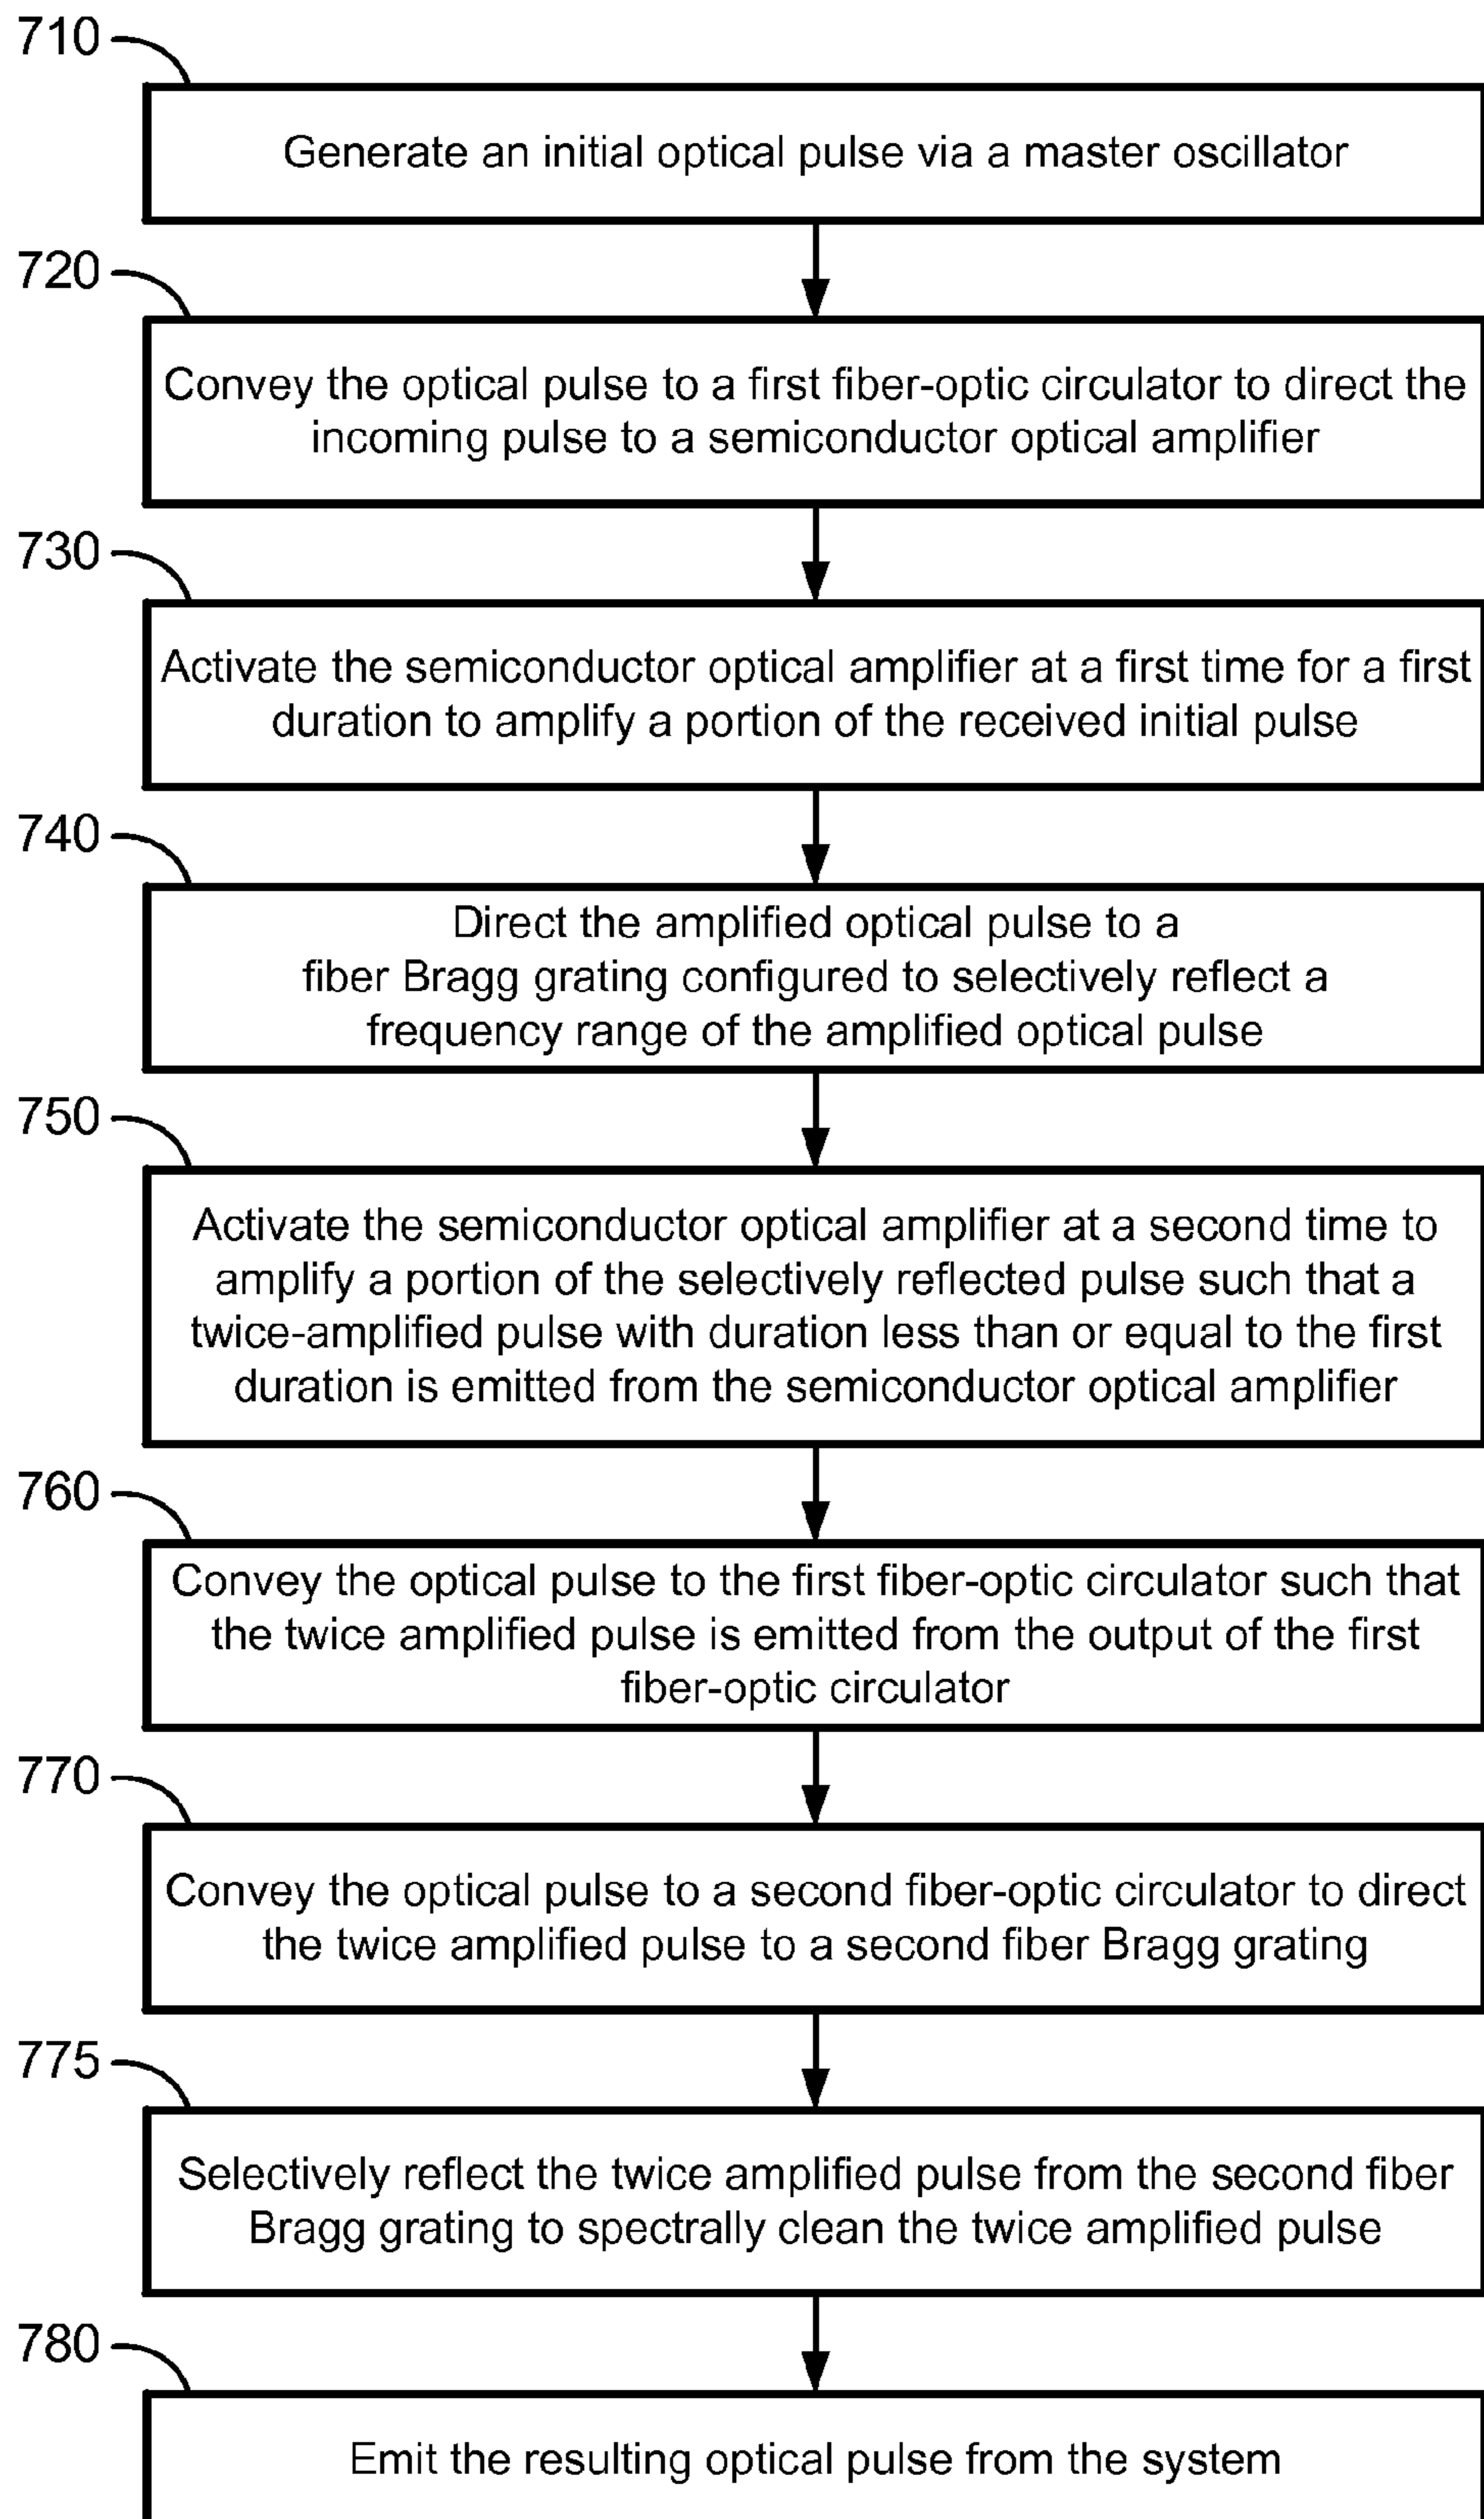 710
Generate an initial optical pulse via a master oscillator
720
Convey the optical pulse to a first fiber-optic circulator to direct the
incoming pulse to a semiconductor optical amplifier
730
Activate the semiconductor optical amplifier at a first time for a first
duration to amplify a portion of the received initial pulse
740
Direct the amplified optical pulse to a
fiber Bragg grating configured to selectively reflect a
frequency range of the amplified optical pulse
750
Activate the semiconductor optical amplifier at a second time to
amplify a portion of the selectively reflected pulse such that a
twice-amplified pulse with duration less than or equal to the first
duration is emitted from the semiconductor optical amplifier
760
Convey the optical pulse to the first fiber-optic circulator such that
the twice amplified pulse is emitted from the output of the first
fiber-optic circulator
770
Convey the optical pulse to a second fiber-optic circulator to direct
the twice amplified pulse to a second fiber Bragg grating
775
Selectively reflect the twice amplified pulse from the second fiber
Bragg grating to spectrally clean the twice amplified pulse
780
Emit the resulting optical pulse from the system